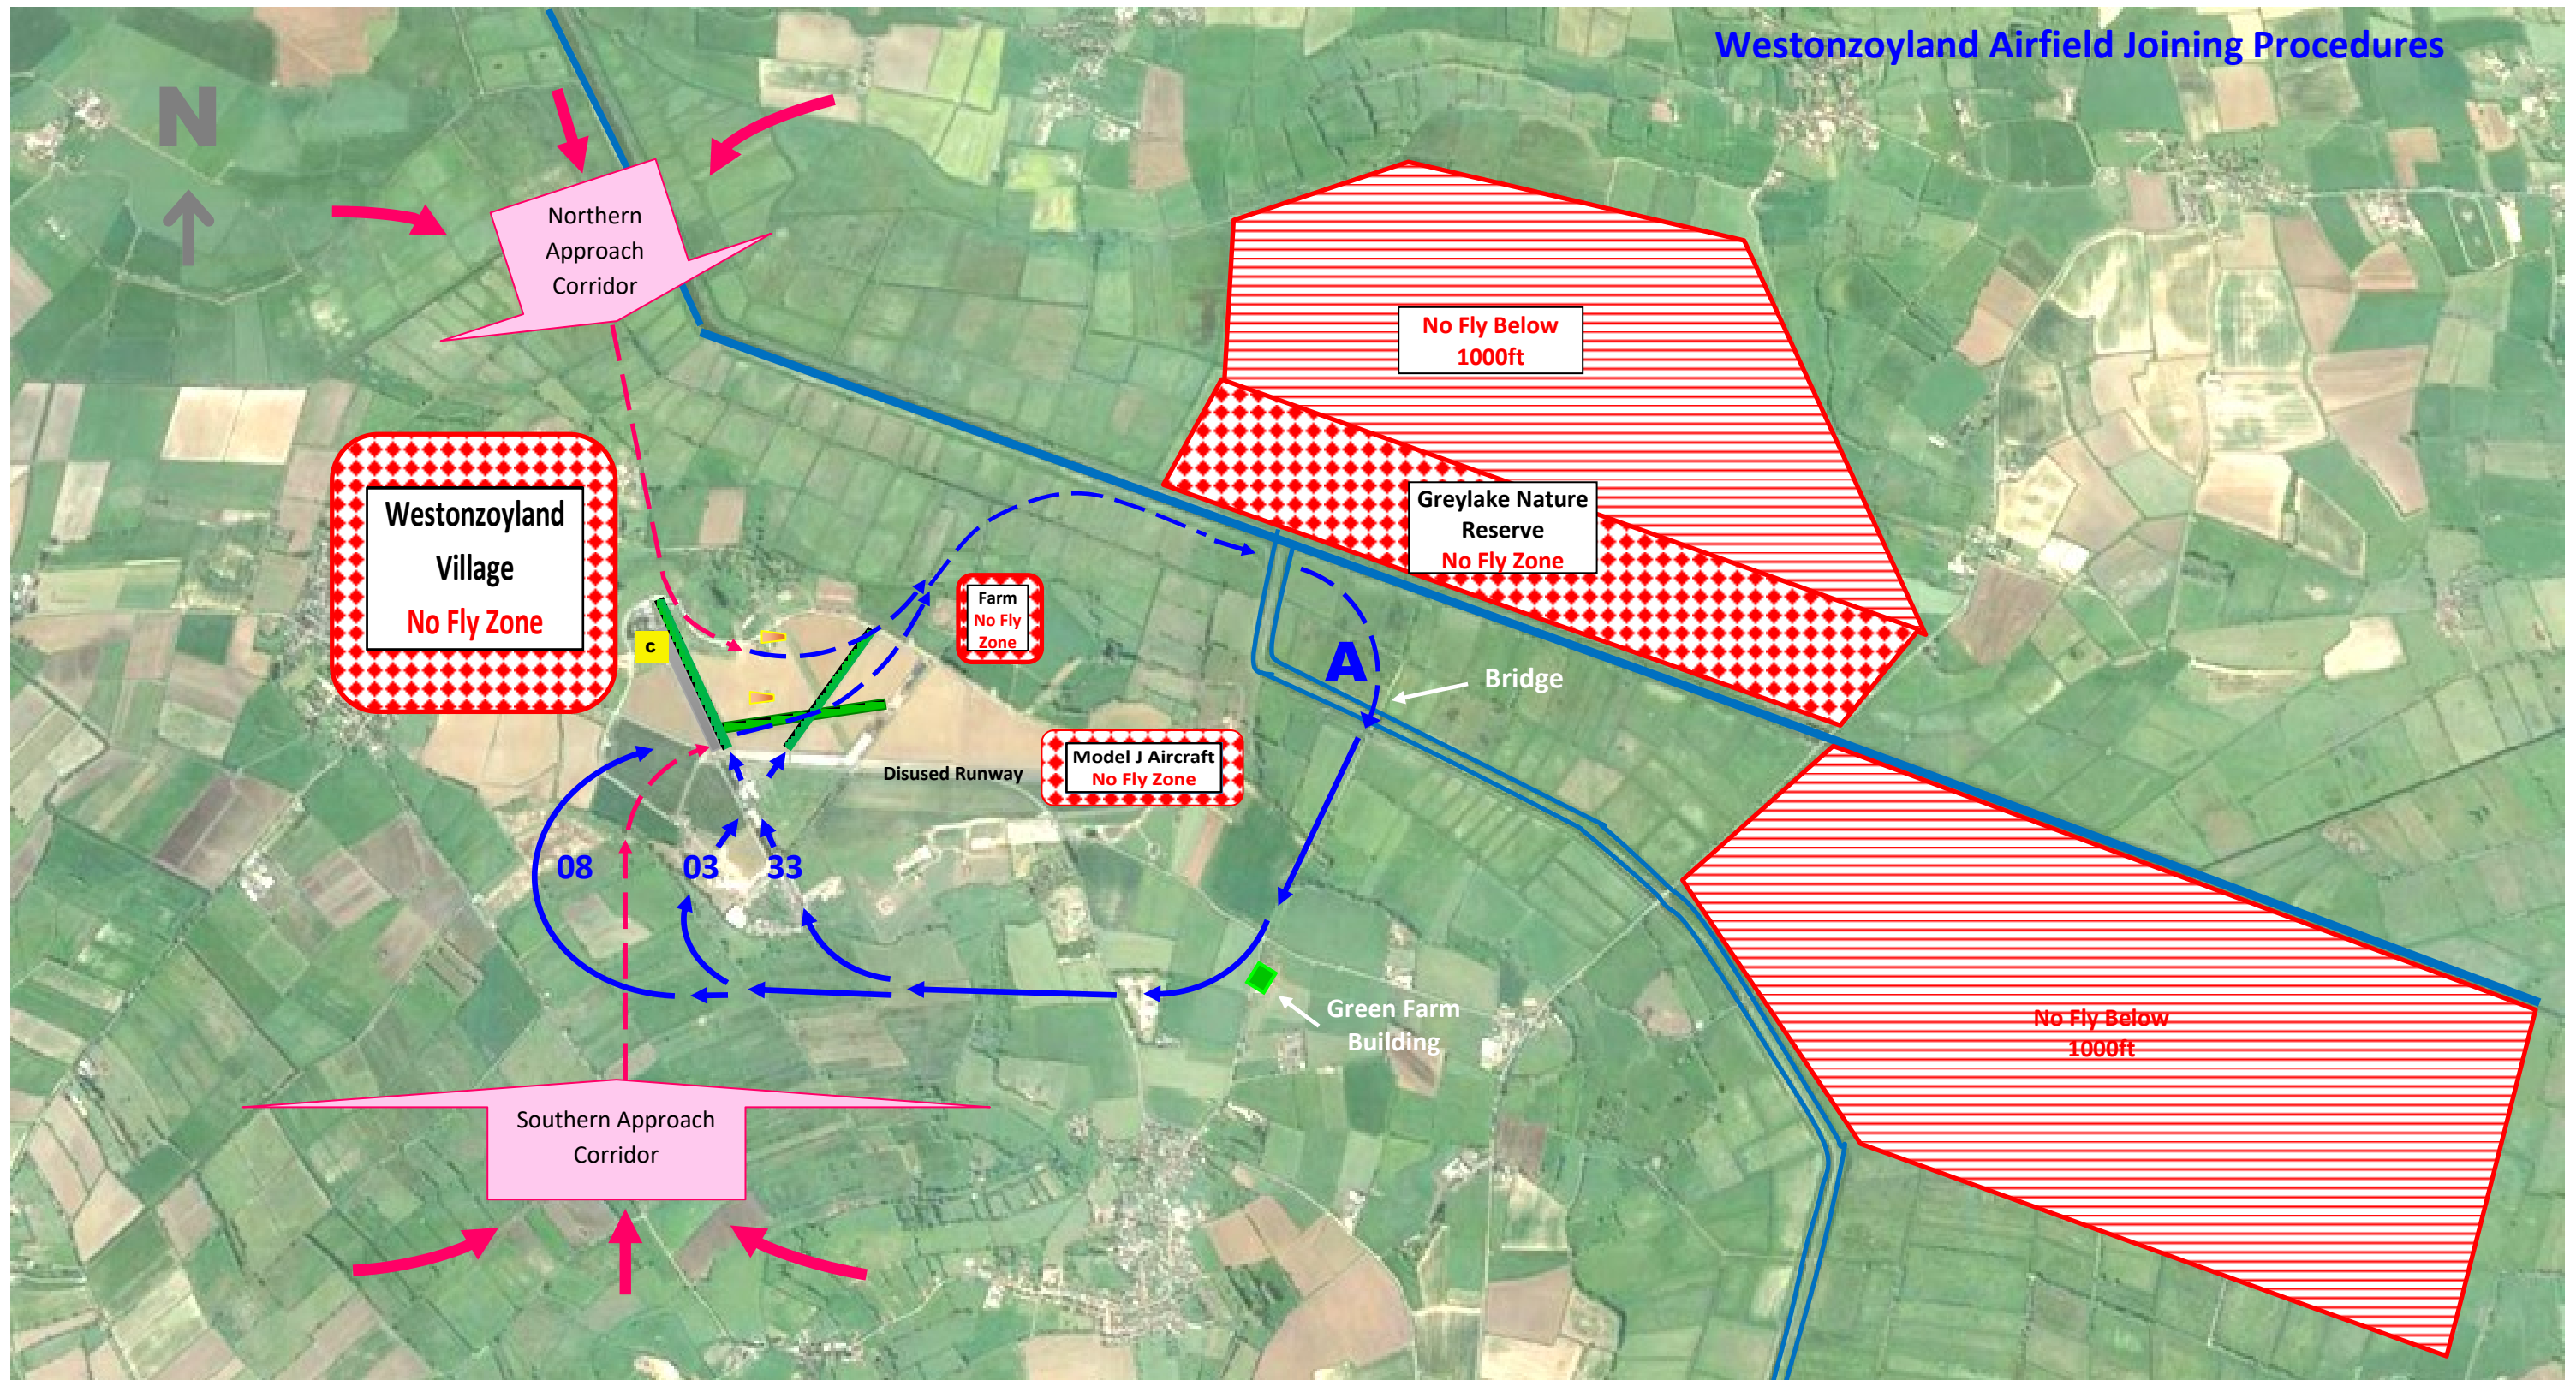 Westonzoyland Airfield Joining Procedures
N
Northern
Approach
Corridor
No Fly Below
1000ft
Westonzoyland
Village
No Fly Zone
Greylake Nature
Reserve
No Fly Zone
Farm
No Fly
Zone
c
A
Bridge
Model J Aircraft
No Fly Zone
Disused Runway
08
03
33
Green Farm
Building
No Fly Below
1000ft
Southern Approach
Corridor